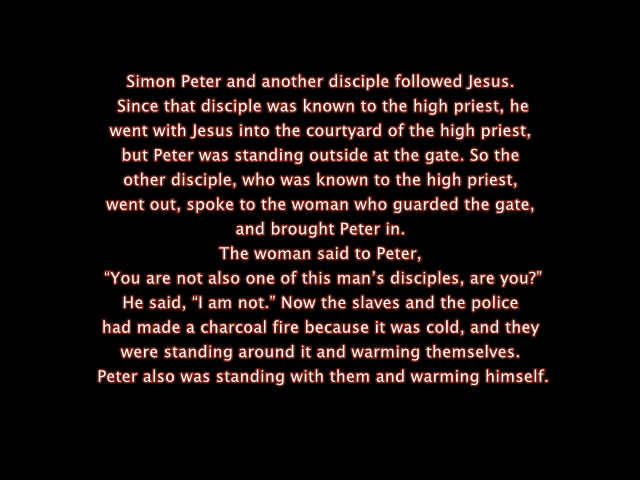 Simon Peter and another disciple followed Jesus.
Since that disciple was known to the high priest, he
went with Jesus into the courtyard of the high priest,
but Peter was standing outside at the gate. So the
other disciple, who was known to the high priest,
went out, spoke to the woman who guarded the gate,
and brought Peter in.
The woman said to Peter,
“You are not also one of this man’s disciples, are you?”
He said, “I am not.” Now the slaves and the police
had made a charcoal fire because it was cold, and they
were standing around it and warming themselves.
Peter also was standing with them and warming himself.